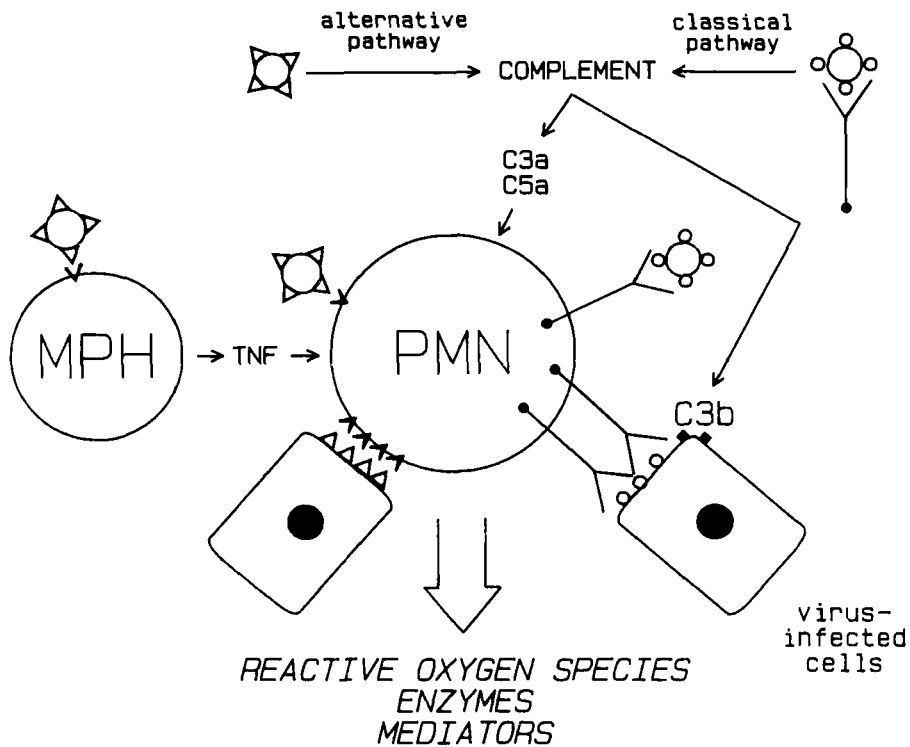 alternative
pathway
classical
pathway
COMPLEMENT
C3a
C5a
MPH
TNF
PMN
C3b
virus-
infected
cells
REACTIVE OXYGEN SPECIES
ENZYMES
MEDIATORS